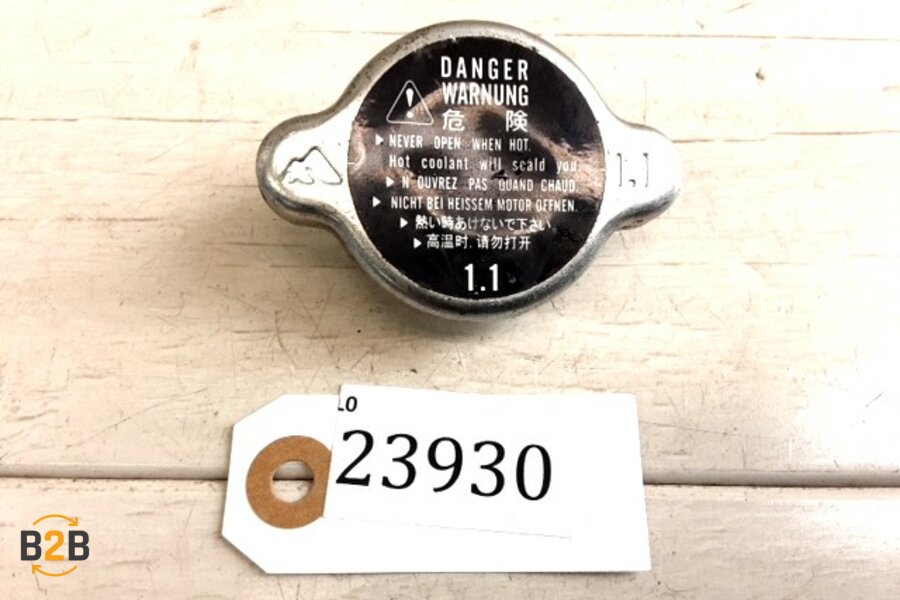 DANGER
WARNUNG
危 険
▶ NEVER OPEN WHEN HOT.
Hot coolant will scald you.
▶ N OUVREZ PAS QUAND CHAUD.
▶ NICHT BEI HEISSEM MOTOR OFFNEN.
▶ 熱い時あけないで下さい.
▶ 高温时.请勿打开
1.1
1.1
LO
23930
B2B